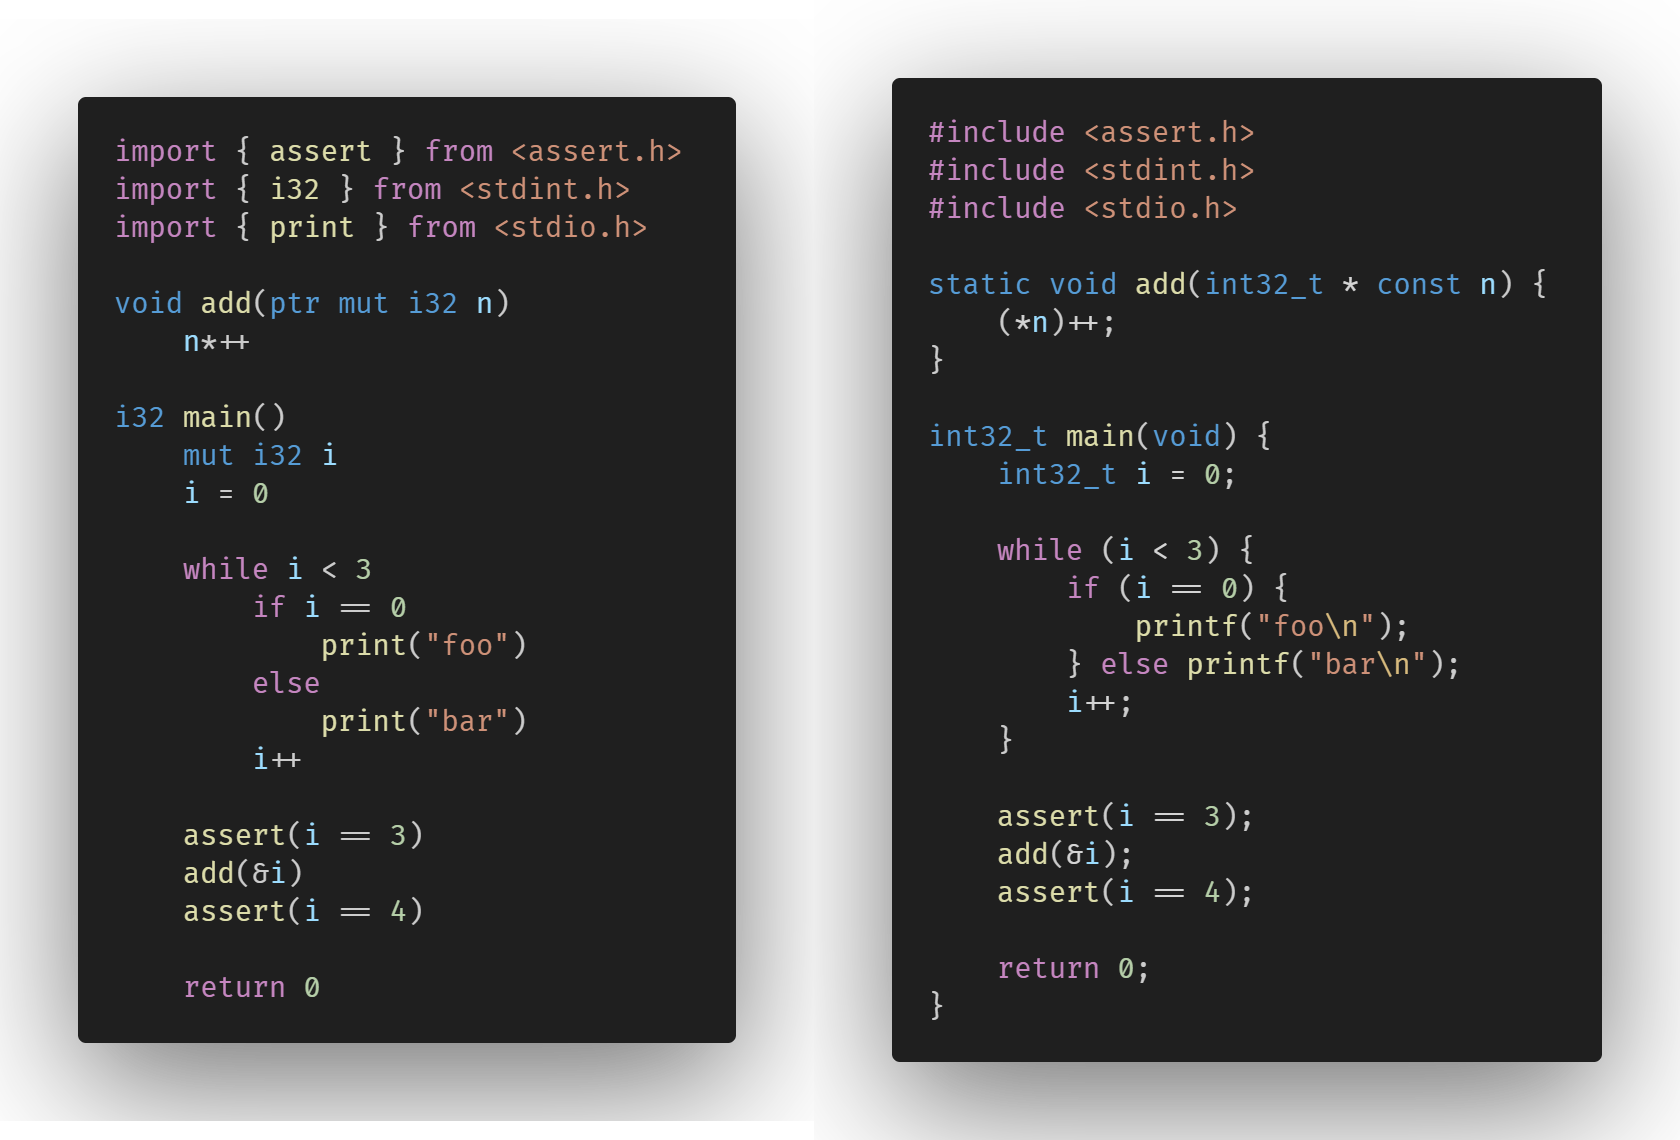 import { assert } from <assert.h>
import { i32 } from <stdint.h>
import { print } from <stdio.h>

void add(ptr mut i32 n)
    n*++

i32 main()
    mut i32 i
    i = 0

    while i < 3
        if i == 0
            print("foo")
        else
            print("bar")
        i++

    assert(i == 3)
    add(&i)
    assert(i == 4)

    return 0

#include <assert.h>
#include <stdint.h>
#include <stdio.h>

static void add(int32_t * const n) {
    (*n)++;
}

int32_t main(void) {
    int32_t i = 0;

    while (i < 3) {
        if (i == 0) {
            printf("foo\n");
        } else printf("bar\n");
        i++;
    }

    assert(i == 3);
    add(&i);
    assert(i == 4);

    return 0;
}